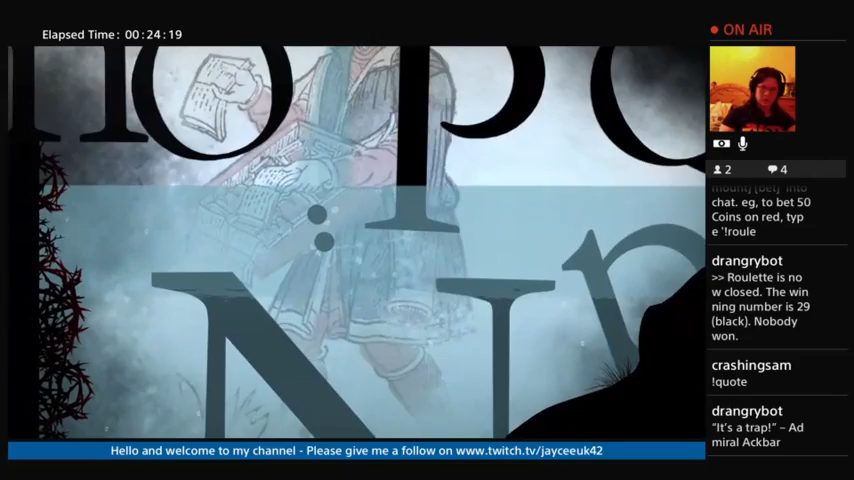 Elapsed Time: 00:24:19
ON AIR
2
4
mount] [bet]' into
chat. eg, to bet 50
Coins on red, typ
e '!roule
drangrybot
>> Roulette is no
w closed. The win
ning number is 29
(black). Nobody
won.
crashingsam
!quote
drangrybot
"It's a trap!" – Ad
miral Ackbar
op
N
Hello and welcome to my channel - Please give me a follow on www.twitch.tv/jayceeuk42